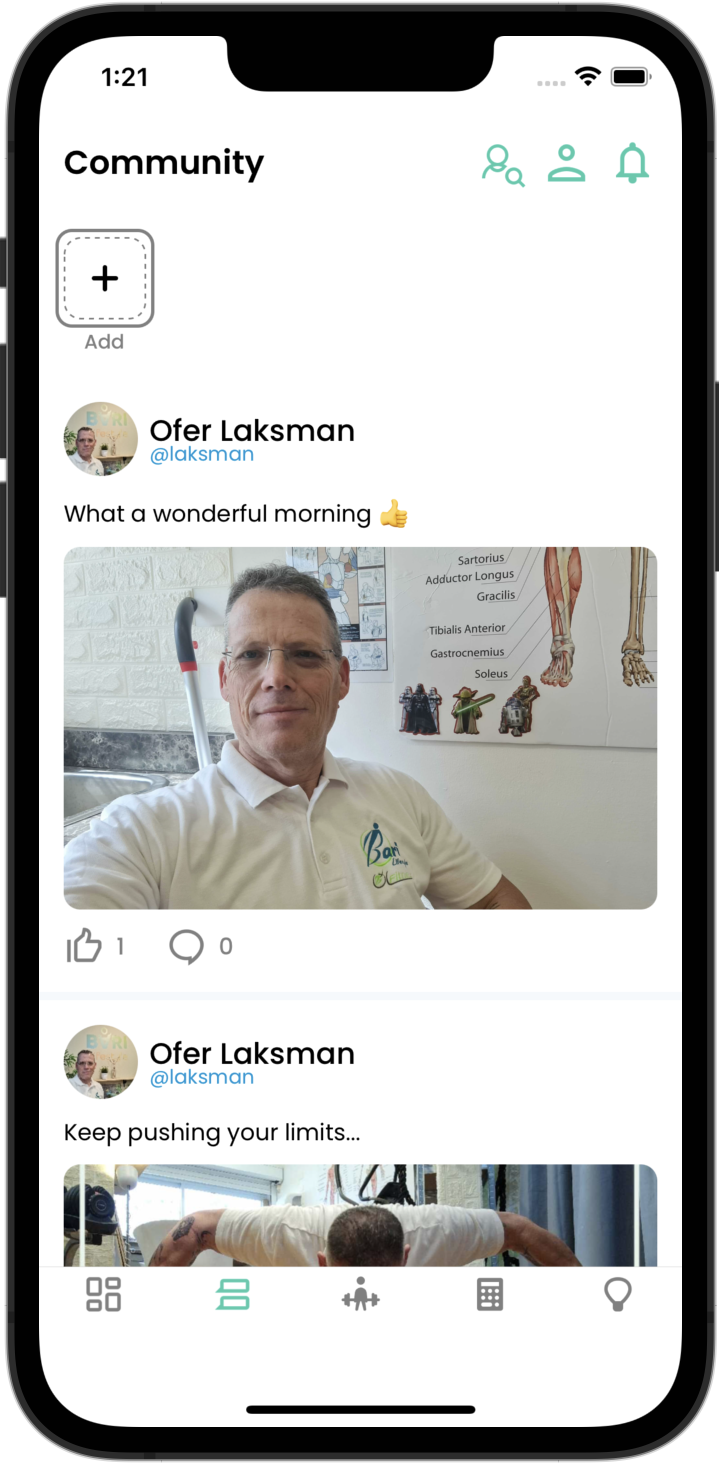 1:21
Community
Add
Ofer Laksman
@laksman
What a wonderful morning 👍
Sartorius
Adductor Longus
Gracilis
Tibialis Anterior
Gastrocnemius
Soleus
Bari
1
0
Ofer Laksman
@laksman
Keep pushing your limits...